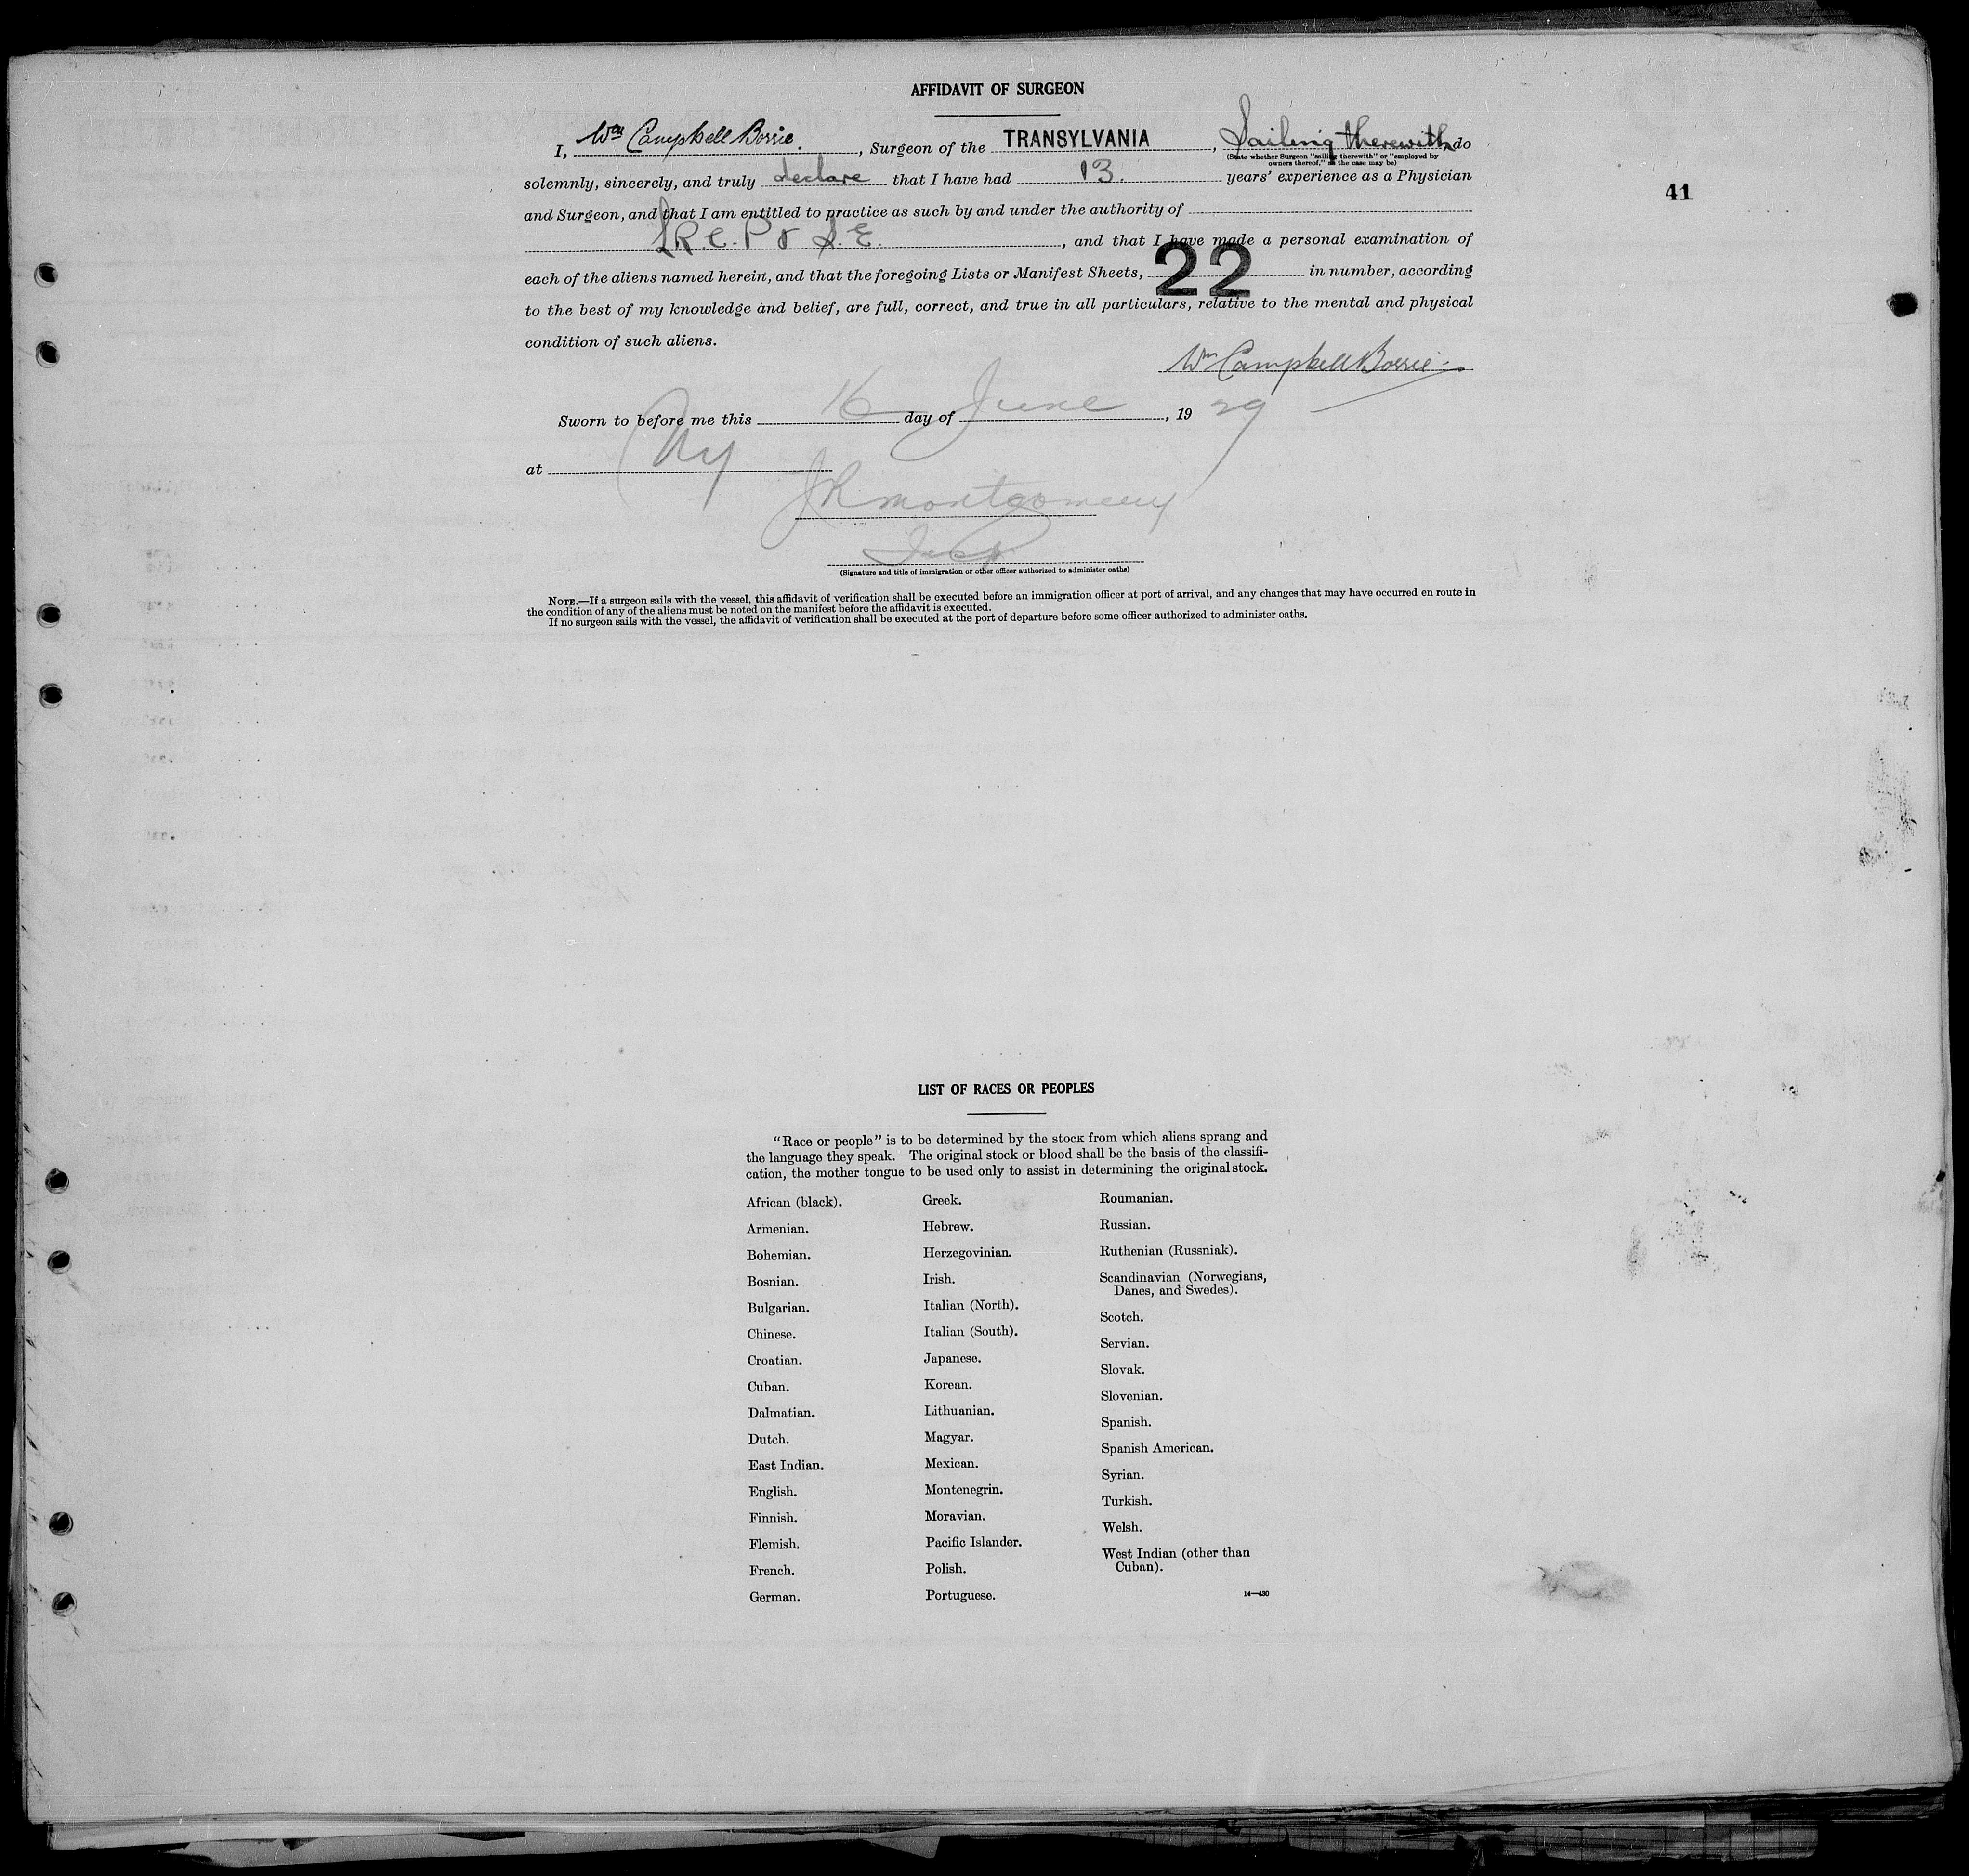 AFFIDAVIT OF SURGEON
I, Wm Campbell Borrie., Surgeon of the TRANSYLVANIA, Sailing therewith, do
(State whether Surgeon "sailing therewith" or "employed by
owners thereof," as the case may be)
solemnly, sincerely, and truly declare that I have had 13. years' experience as a Physician
41
and Surgeon, and that I am entitled to practice as such by and under the authority of
L.R.C.P & S.E., and that I have made a personal examination of
each of the aliens named herein, and that the foregoing Lists or Manifest Sheets, 22 in number, according
to the best of my knowledge and belief, are full, correct, and true in all particulars, relative to the mental and physical
condition of such aliens.
Wm Campbell Borrie
Sworn to before me this 16 day of June, 1929
at NY
JR Montgomery
Insp
(Signature and title of immigration or other officer authorized to administer oaths)
NOTE.—If a surgeon sails with the vessel, this affidavit of verification shall be executed before an immigration officer at port of arrival, and any changes that may have occurred en route in
the condition of any of the aliens must be noted on the manifest before the affidavit is executed.
If no surgeon sails with the vessel, the affidavit of verification shall be executed at the port of departure before some officer authorized to administer oaths.
LIST OF RACES OR PEOPLES
"Race or people" is to be determined by the stock from which aliens sprang and
the language they speak. The original stock or blood shall be the basis of the classifi-
cation, the mother tongue to be used only to assist in determining the original stock.
African (black).
Armenian.
Bohemian.
Bosnian.
Bulgarian.
Chinese.
Croatian.
Cuban.
Dalmatian.
Dutch.
East Indian.
English.
Finnish.
Flemish.
French.
German.
Greek.
Hebrew.
Herzegovinian.
Irish.
Italian (North).
Italian (South).
Japanese.
Korean.
Lithuanian.
Magyar.
Mexican.
Montenegrin.
Moravian.
Pacific Islander.
Polish.
Portuguese.
Roumanian.
Russian.
Ruthenian (Russniak).
Scandinavian (Norwegians,
Danes, and Swedes).
Scotch.
Servian.
Slovak.
Slovenian.
Spanish.
Spanish American.
Syrian.
Turkish.
Welsh.
West Indian (other than
Cuban).
14—430